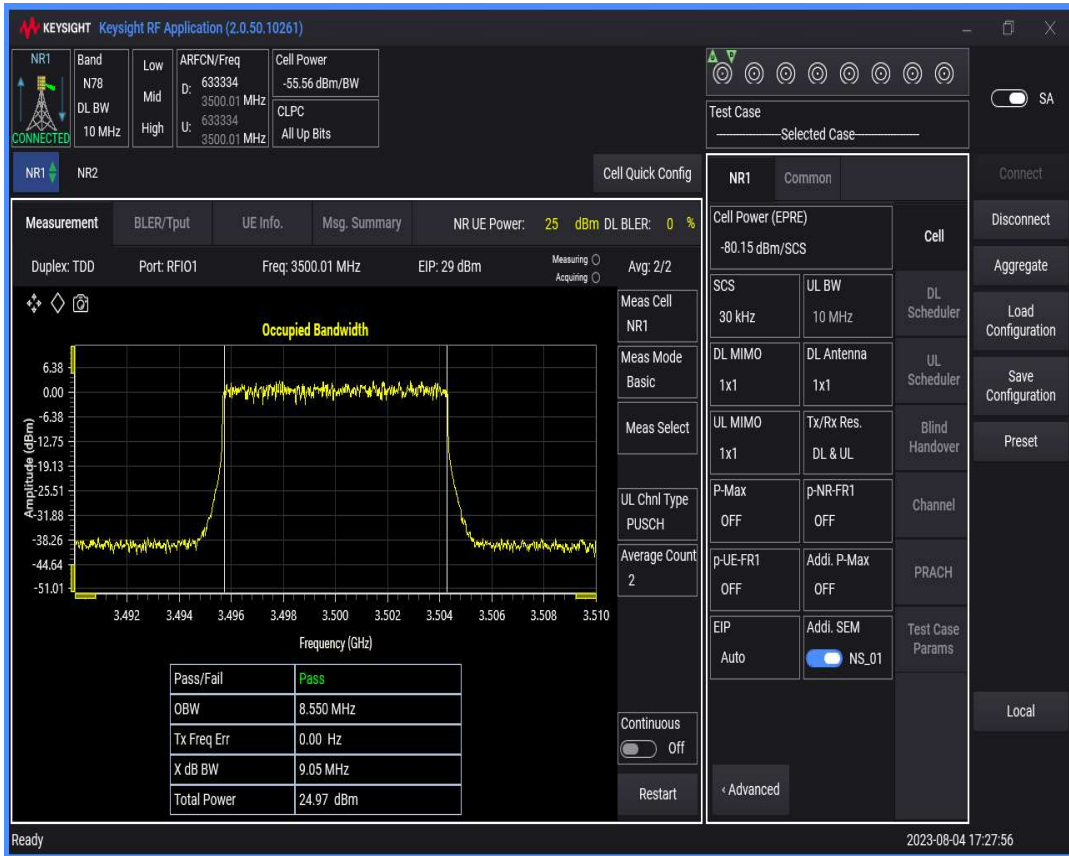 KEYSIGHT Keysight RF Application (2.0.50.10261)
NR1
CONNECTED
Band
N78
DL BW
10 MHz
Low
Mid
High
ARFCN/Freq
D: 633334
3500.01 MHz
U: 633334
3500.01 MHz
Cell Power
-55.56 dBm/BW
CLPC
All Up Bits
Test Case
-----Selected Case-----
SA
NR1 NR2 Cell Quick Config
Measurement BLER/Tput UE Info. Msg. Summary NR UE Power: 25 dBm DL BLER: 0 %
Duplex: TDD Port: RFIO1 Freq: 3500.01 MHz EIP: 29 dBm Measuring Acquiring Avg: 2/2
Occupied Bandwidth
Amplitude (dBm)
6.38
0.00
-6.38
-12.75
-19.13
-25.51
-31.88
-38.26
-44.64
-51.01
3.492 3.494 3.496 3.498 3.500 3.502 3.504 3.506 3.508 3.510
Frequency (GHz)
Pass/Fail Pass
OBW 8.550 MHz
Tx Freq Err 0.00 Hz
X dB BW 9.05 MHz
Total Power 24.97 dBm
Meas Cell
NR1
Meas Mode
Basic
Meas Select
UL Chnl Type
PUSCH
Average Count
2
Continuous
Off
Restart
NR1 Common
Cell Power (EPRE)
-80.15 dBm/SCS
SCS UL BW
30 kHz 10 MHz
DL MIMO DL Antenna
1x1 1x1
UL MIMO Tx/Rx Res.
1x1 DL & UL
P-Max p-NR-FR1
OFF OFF
p-UE-FR1 Addi. P-Max
OFF OFF
EIP Addi. SEM
Auto NS_01
‹ Advanced
Cell
DL
Scheduler
UL
Scheduler
Blind
Handover
Channel
PRACH
Test Case
Params
Connect
Disconnect
Aggregate
Load
Configuration
Save
Configuration
Preset
Local
Ready 2023-08-04 17:27:56